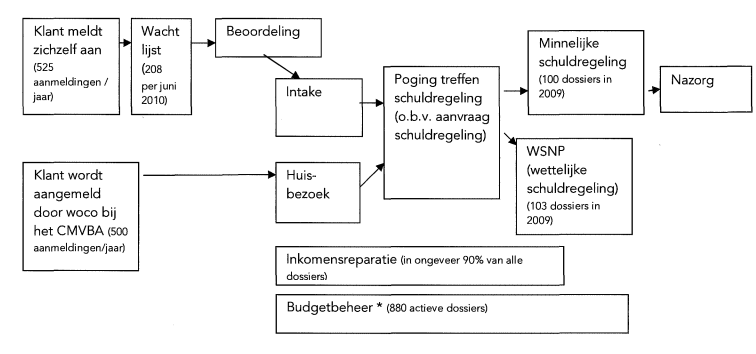 Klant meldt
zichzelf aan
(525
aanmeldingen /
jaar)
Wacht
lijst
(208
per juni
2010)
Beoordeling
Intake
Poging treffen
schuldregeling
(o.b.v. aanvraag
schuldregeling)
Minnelijke
schuldregeling
(100 dossiers in
2009)
Nazorg
Klant wordt
aangemeld
door woco bij
het CMVBA (500
aanmeldingen/jaar)
Huis-
bezoek
WSNP
(wettelijke
schuldregeling)
(103 dossiers in
2009)
Inkomensreparatie (in ongeveer 90% van alle
dossiers)
Budgetbeheer * (880 actieve dossiers)